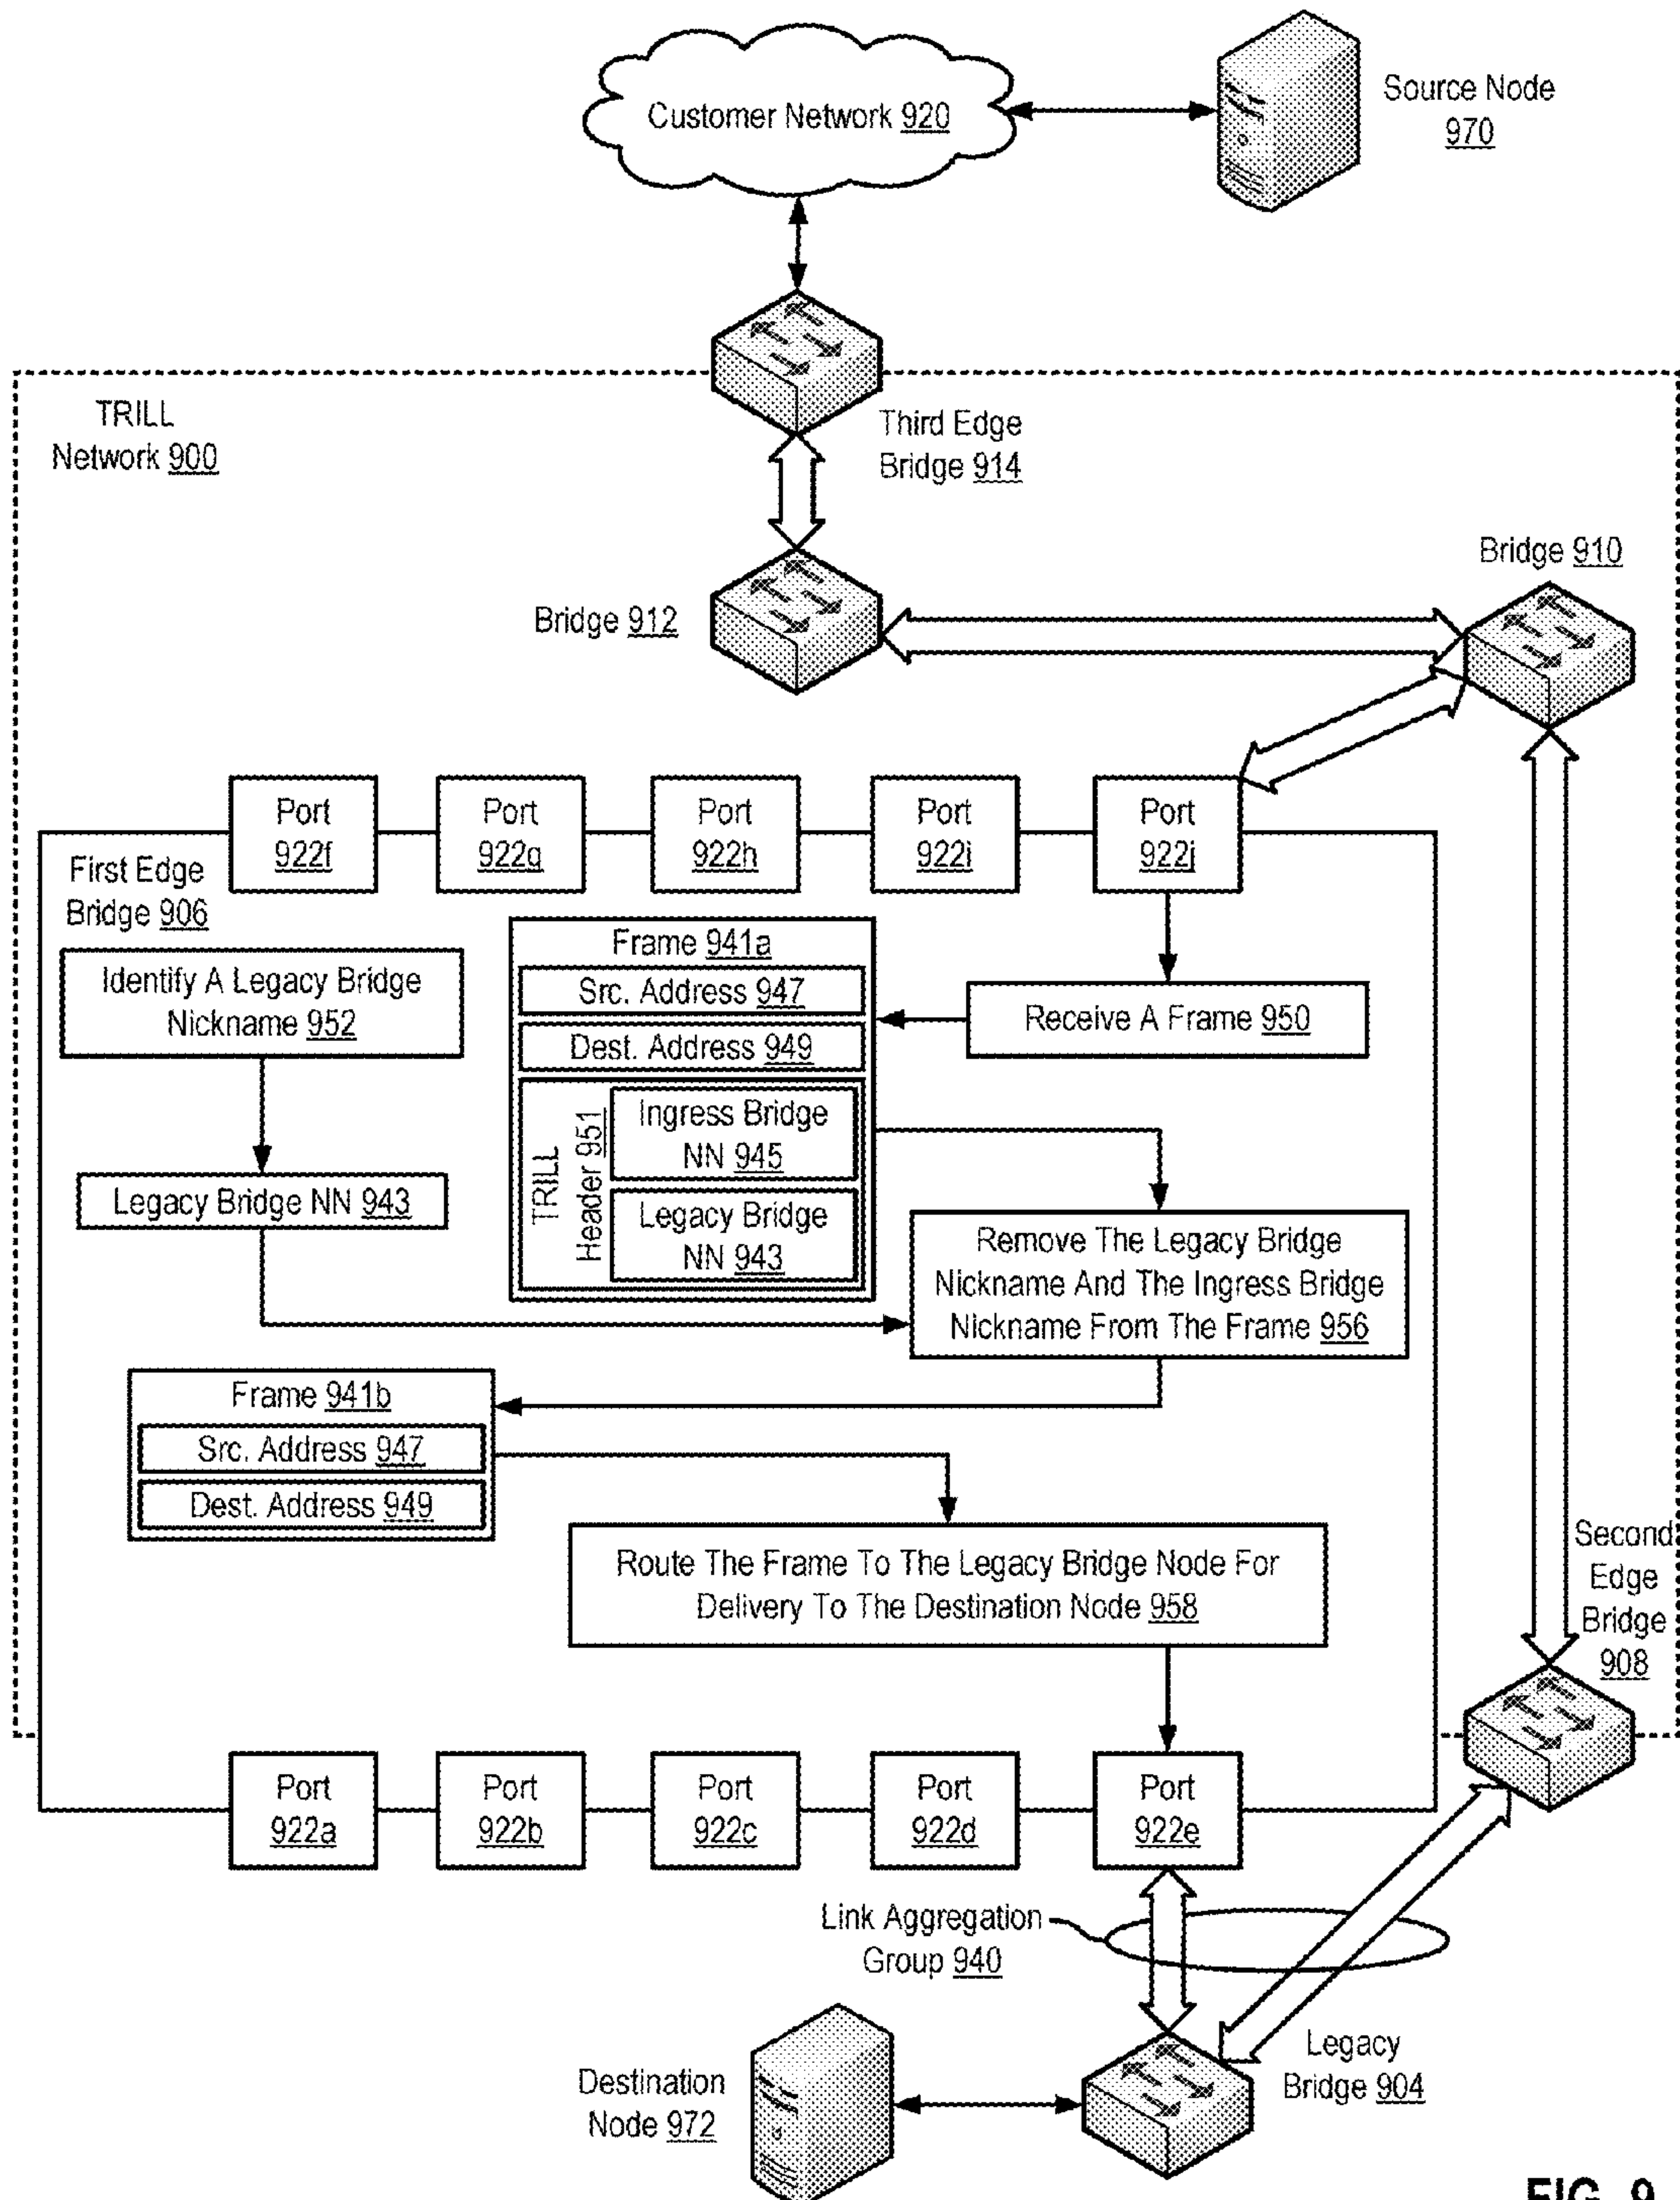 Customer Network 920
Source Node
970
TRILL
Network 900
Third Edge
Bridge 914
Bridge 912
Bridge 910
Port
922f
Port
922g
Port
922h
Port
922i
Port
922j
First Edge
Bridge 906
Identify A Legacy Bridge
Nickname 952
Frame 941a
Src. Address 947
Dest. Address 949
TRILL
Header 951
Ingress Bridge
NN 945
Legacy Bridge
NN 943
Receive A Frame 950
Legacy Bridge NN 943
Remove The Legacy Bridge
Nickname And The Ingress Bridge
Nickname From The Frame 956
Frame 941b
Src. Address 947
Dest. Address 949
Route The Frame To The Legacy Bridge Node For
Delivery To The Destination Node 958
Second
Edge
Bridge
908
Port
922a
Port
922b
Port
922c
Port
922d
Port
922e
Link Aggregation
Group 940
Destination
Node 972
Legacy
Bridge 904
FIG. 9